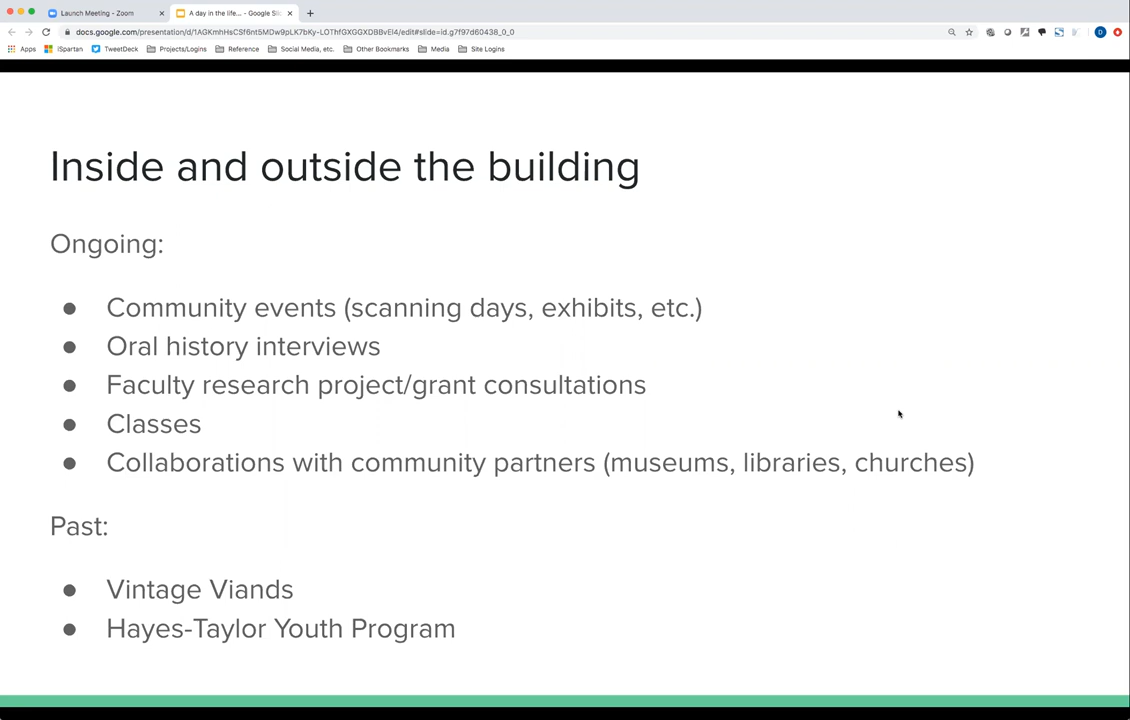 Launch Meeting - Zoom
A day in the life... - Google Sli
docs.google.com/presentation/d/1AGKmhHsCSf6nt5MDw9pLK7bKy-LOThfGXGGXDBBvEI4/edit#slide=id.g7f97d60438_0_0
Apps iSpartan TweetDeck Projects/Logins Reference Social Media, etc. Other Bookmarks Media Site Logins
Inside and outside the building
Ongoing:
● Community events (scanning days, exhibits, etc.)
● Oral history interviews
● Faculty research project/grant consultations
● Classes
● Collaborations with community partners (museums, libraries, churches)
Past:
● Vintage Viands
● Hayes-Taylor Youth Program